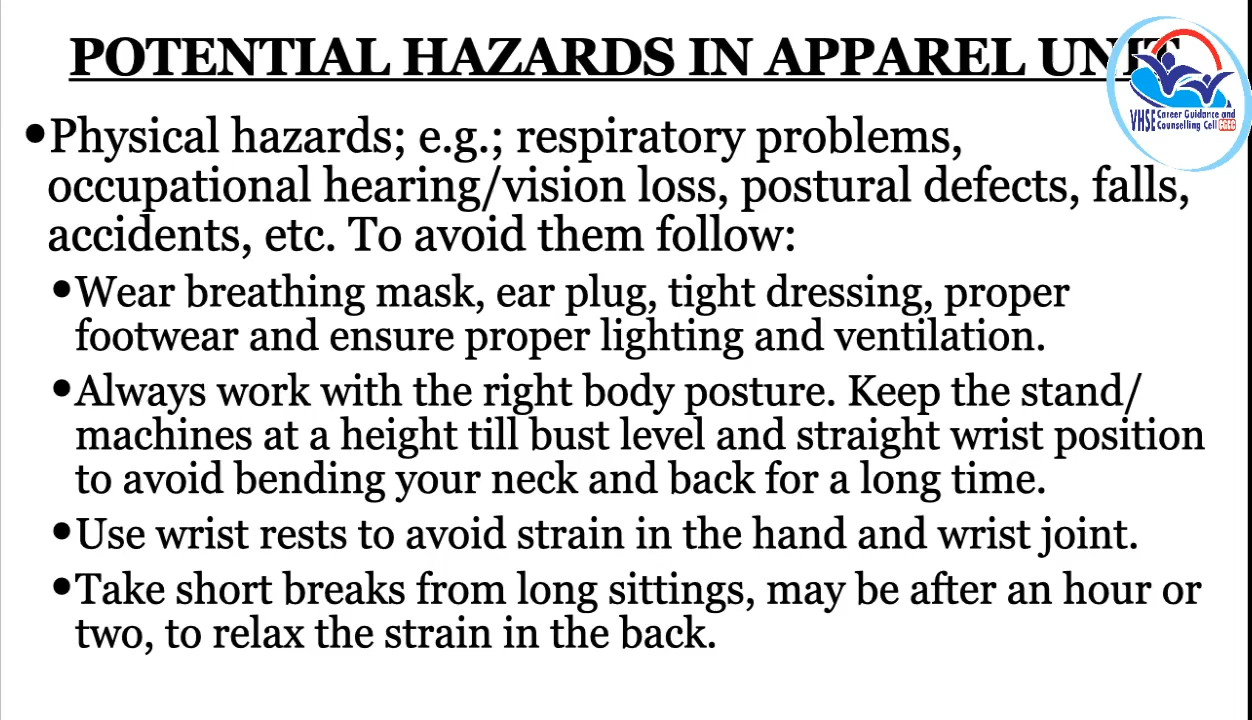 POTENTIAL HAZARDS IN APPAREL UNIT
VHSE Career Guidance and
Counselling Cell CGCC
•Physical hazards; e.g.; respiratory problems,
occupational hearing/vision loss, postural defects, falls,
accidents, etc. To avoid them follow:
•Wear breathing mask, ear plug, tight dressing, proper
footwear and ensure proper lighting and ventilation.
•Always work with the right body posture. Keep the stand/
machines at a height till bust level and straight wrist position
to avoid bending your neck and back for a long time.
•Use wrist rests to avoid strain in the hand and wrist joint.
•Take short breaks from long sittings, may be after an hour or
two, to relax the strain in the back.